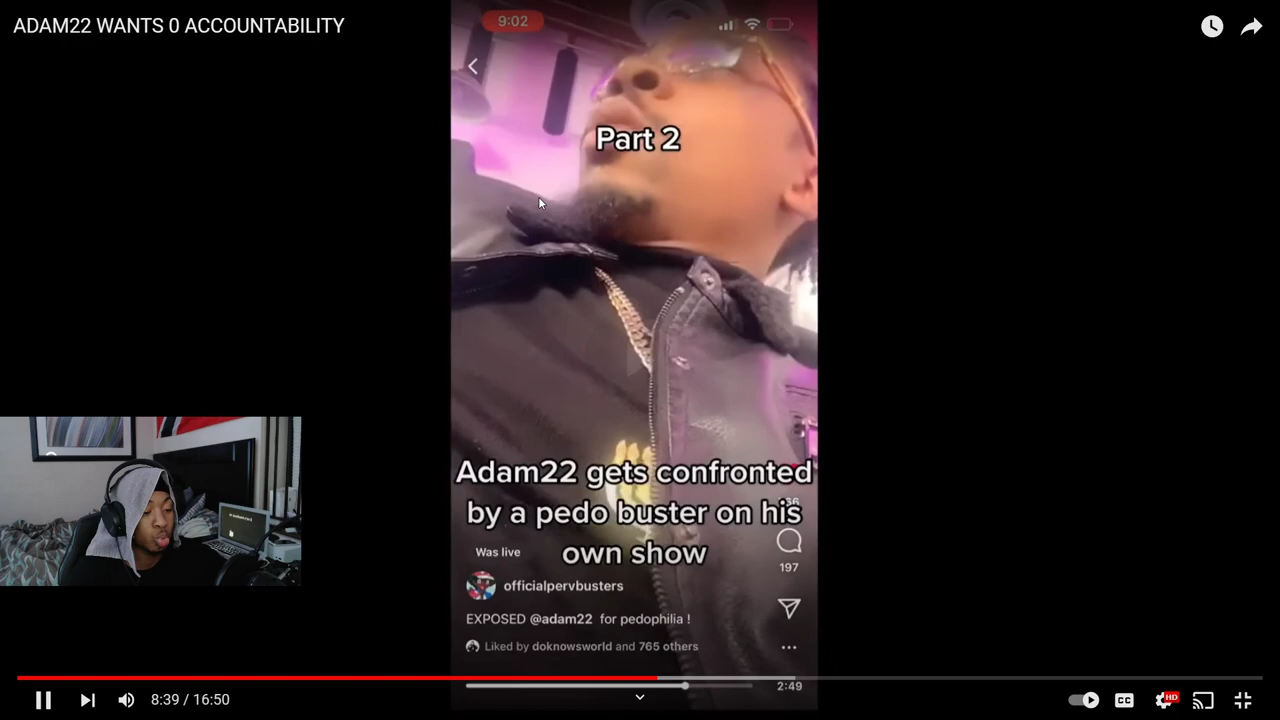 ADAM22 WANTS 0 ACCOUNTABILITY
9:02
Part 2
Adam22 gets confronted
by a pedo buster on his
own show
Was live
197
officialpervbusters
EXPOSED @adam22 for pedophilia !
Liked by doknowsworld and 765 others
2:49
8:39 / 16:50
CC
HD